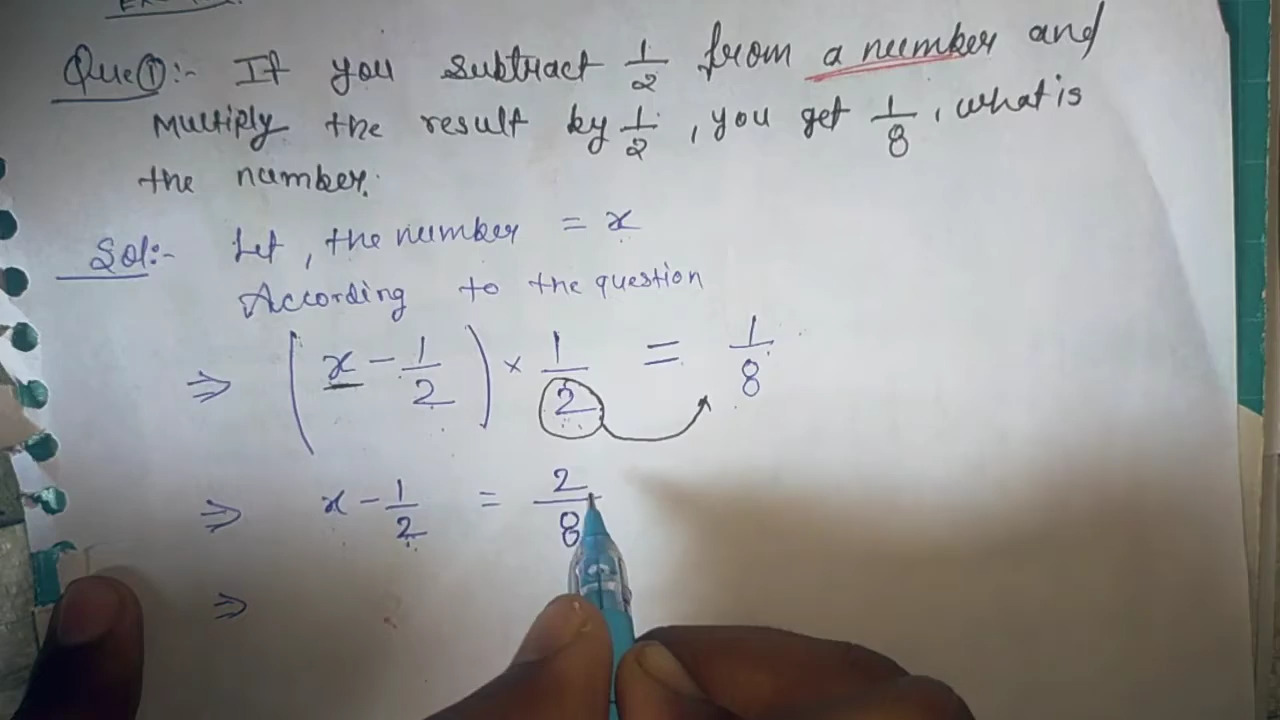 Que①:- If you subtract 1/2 from a number and
Multiply the result by 1/2, you get 1/8, what is
the number.
Sol:- Let, the number = x
According to the question
⇒ (x - 1/2) × 1/2 = 1/8
⇒ x - 1/2 = 2/8
⇒